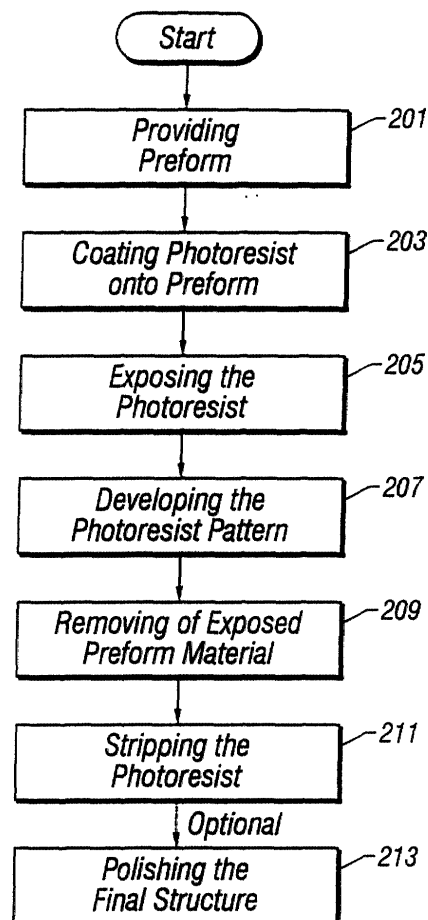 Start
Providing
Preform
201
Coating Photoresist
onto Preform
203
Exposing the
Photoresist
205
Developing the
Photoresist Pattern
207
Removing of Exposed
Preform Material
209
Stripping the
Photoresist
211
Optional
Polishing the
Final Structure
213